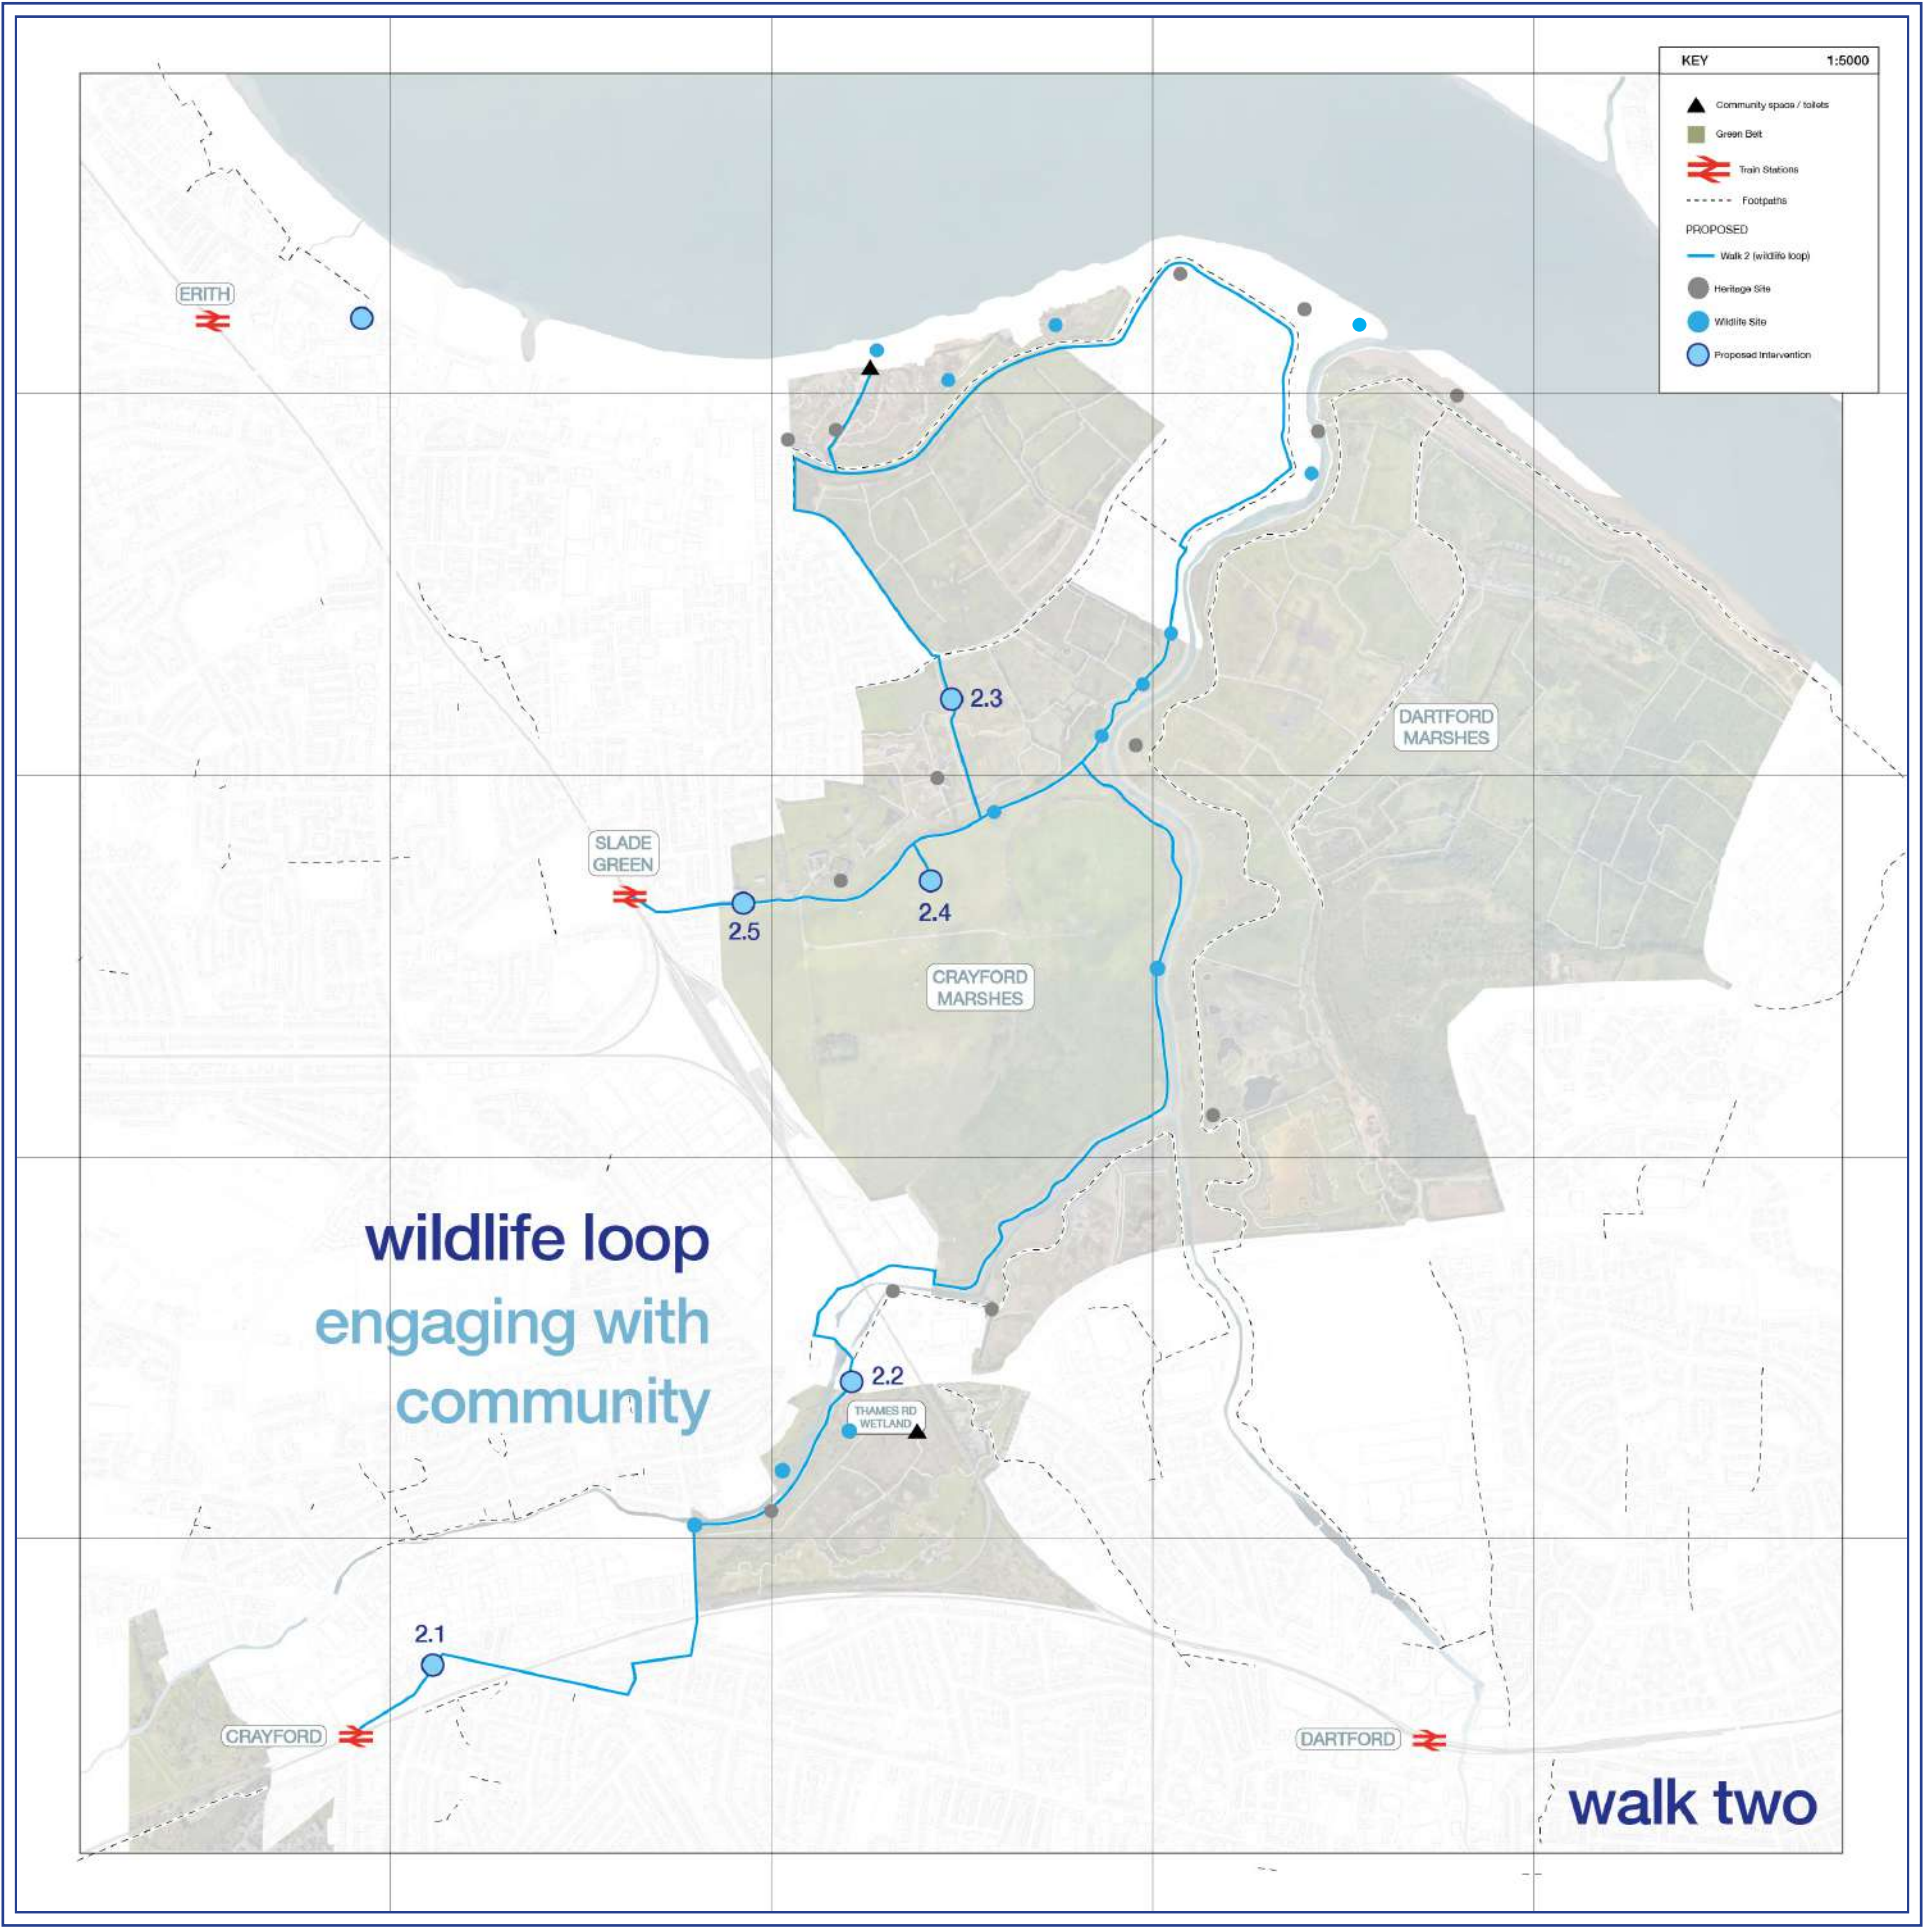 KEY 1:5000
Community space / toilets
Green Belt
Train Stations
Footpaths
PROPOSED
Walk 2 (wildlife loop)
Heritage Site
Wildlife Site
Proposed Intervention
ERITH
2.3
DARTFORD
MARSHES
SLADE
GREEN
2.4
2.5
CRAYFORD
MARSHES
wildlife loop
engaging with
community
2.2
THAMES RD
WETLAND
2.1
CRAYFORD
DARTFORD
walk two